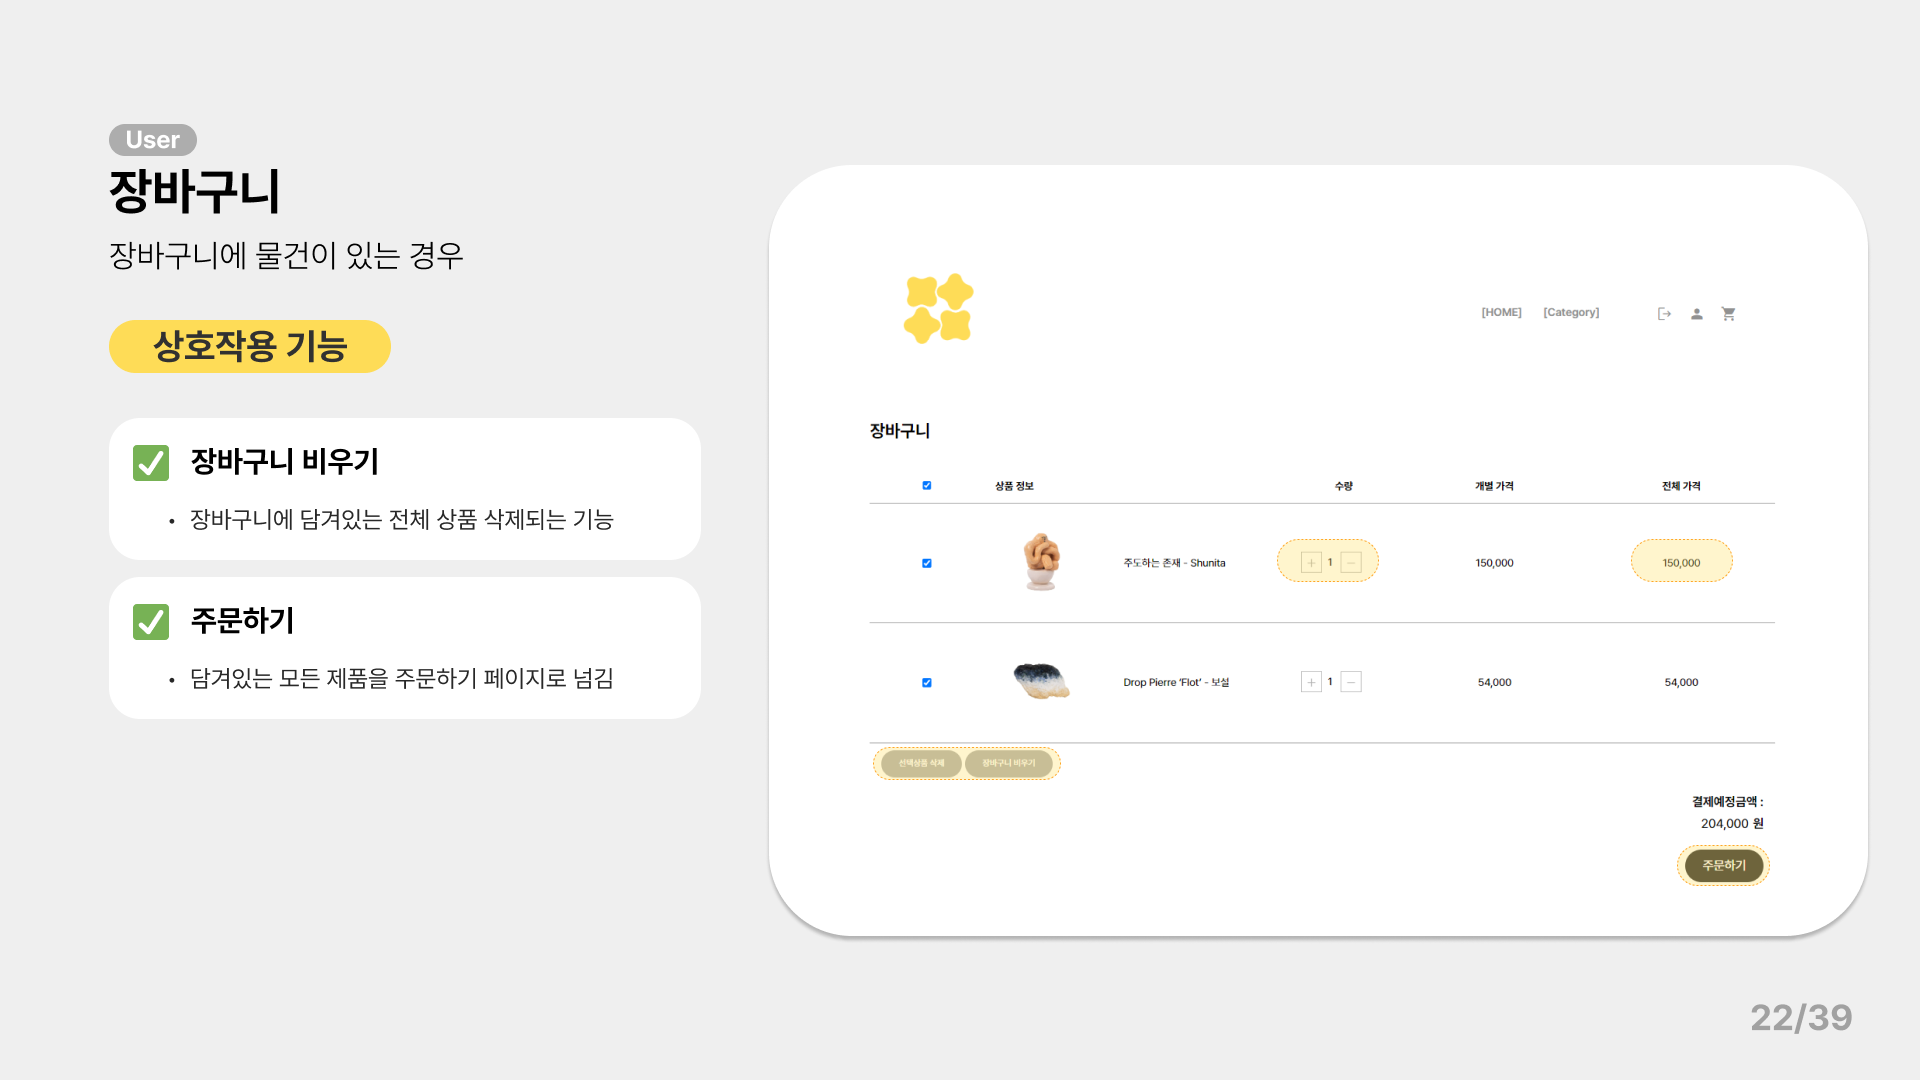 User
장바구니
장바구니에 물건이 있는 경우
상호작용 기능
장바구니 비우기
• 장바구니에 담겨있는 전체 상품 삭제되는 기능
주문하기
• 담겨있는 모든 제품을 주문하기 페이지로 넘김
[HOME] [Category]
장바구니
상품 정보 수량 개별 가격 전체 가격
주도하는 존재 - Shunita + 1 - 150,000 150,000
Drop Pierre ‘Flot’ - 보설 + 1 - 54,000 54,000
선택상품 삭제 장바구니 비우기
결제예정금액 :
204,000 원
주문하기
22/39